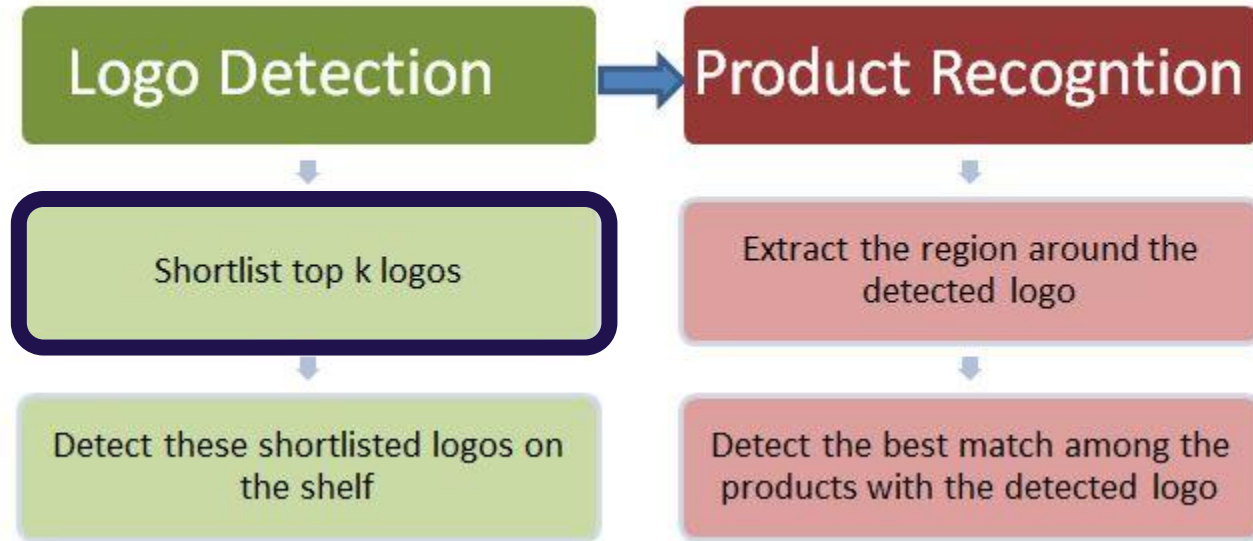 Logo Detection
Product Recogntion
Shortlist top k logos
Extract the region around the
detected logo
Detect these shortlisted logos on
the shelf
Detect the best match among the
products with the detected logo